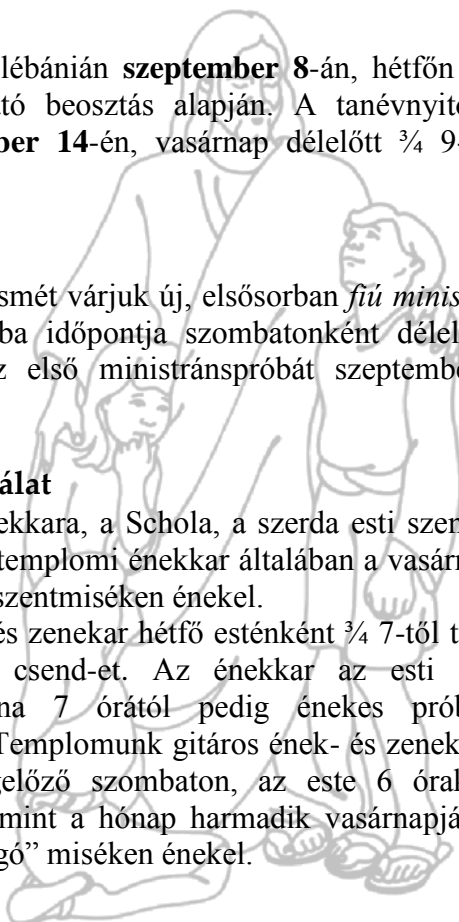 lébánián szeptember 8-án, hétfőn
tó beosztás alapján. A tanévnyitó
ber 14-én, vasárnap délelőtt ¾ 9-
smét várjuk új, elsősorban fiú minis
ba időpontja szombatonként délel
z első ministránspróbát szeptembe
álat
ekkara, a Schola, a szerda esti szen
templomi énekkar általában a vasárn
szentmiséken énekel.
és zenekar hétfő esténként ¾ 7-től t
csend-et. Az énekkar az esti
na 7 órától pedig énekes prób
Templomunk gitáros ének- és zenek
gelőző szombaton, az este 6 órak
mint a hónap harmadik vasárnapjá
gó” miséken énekel.